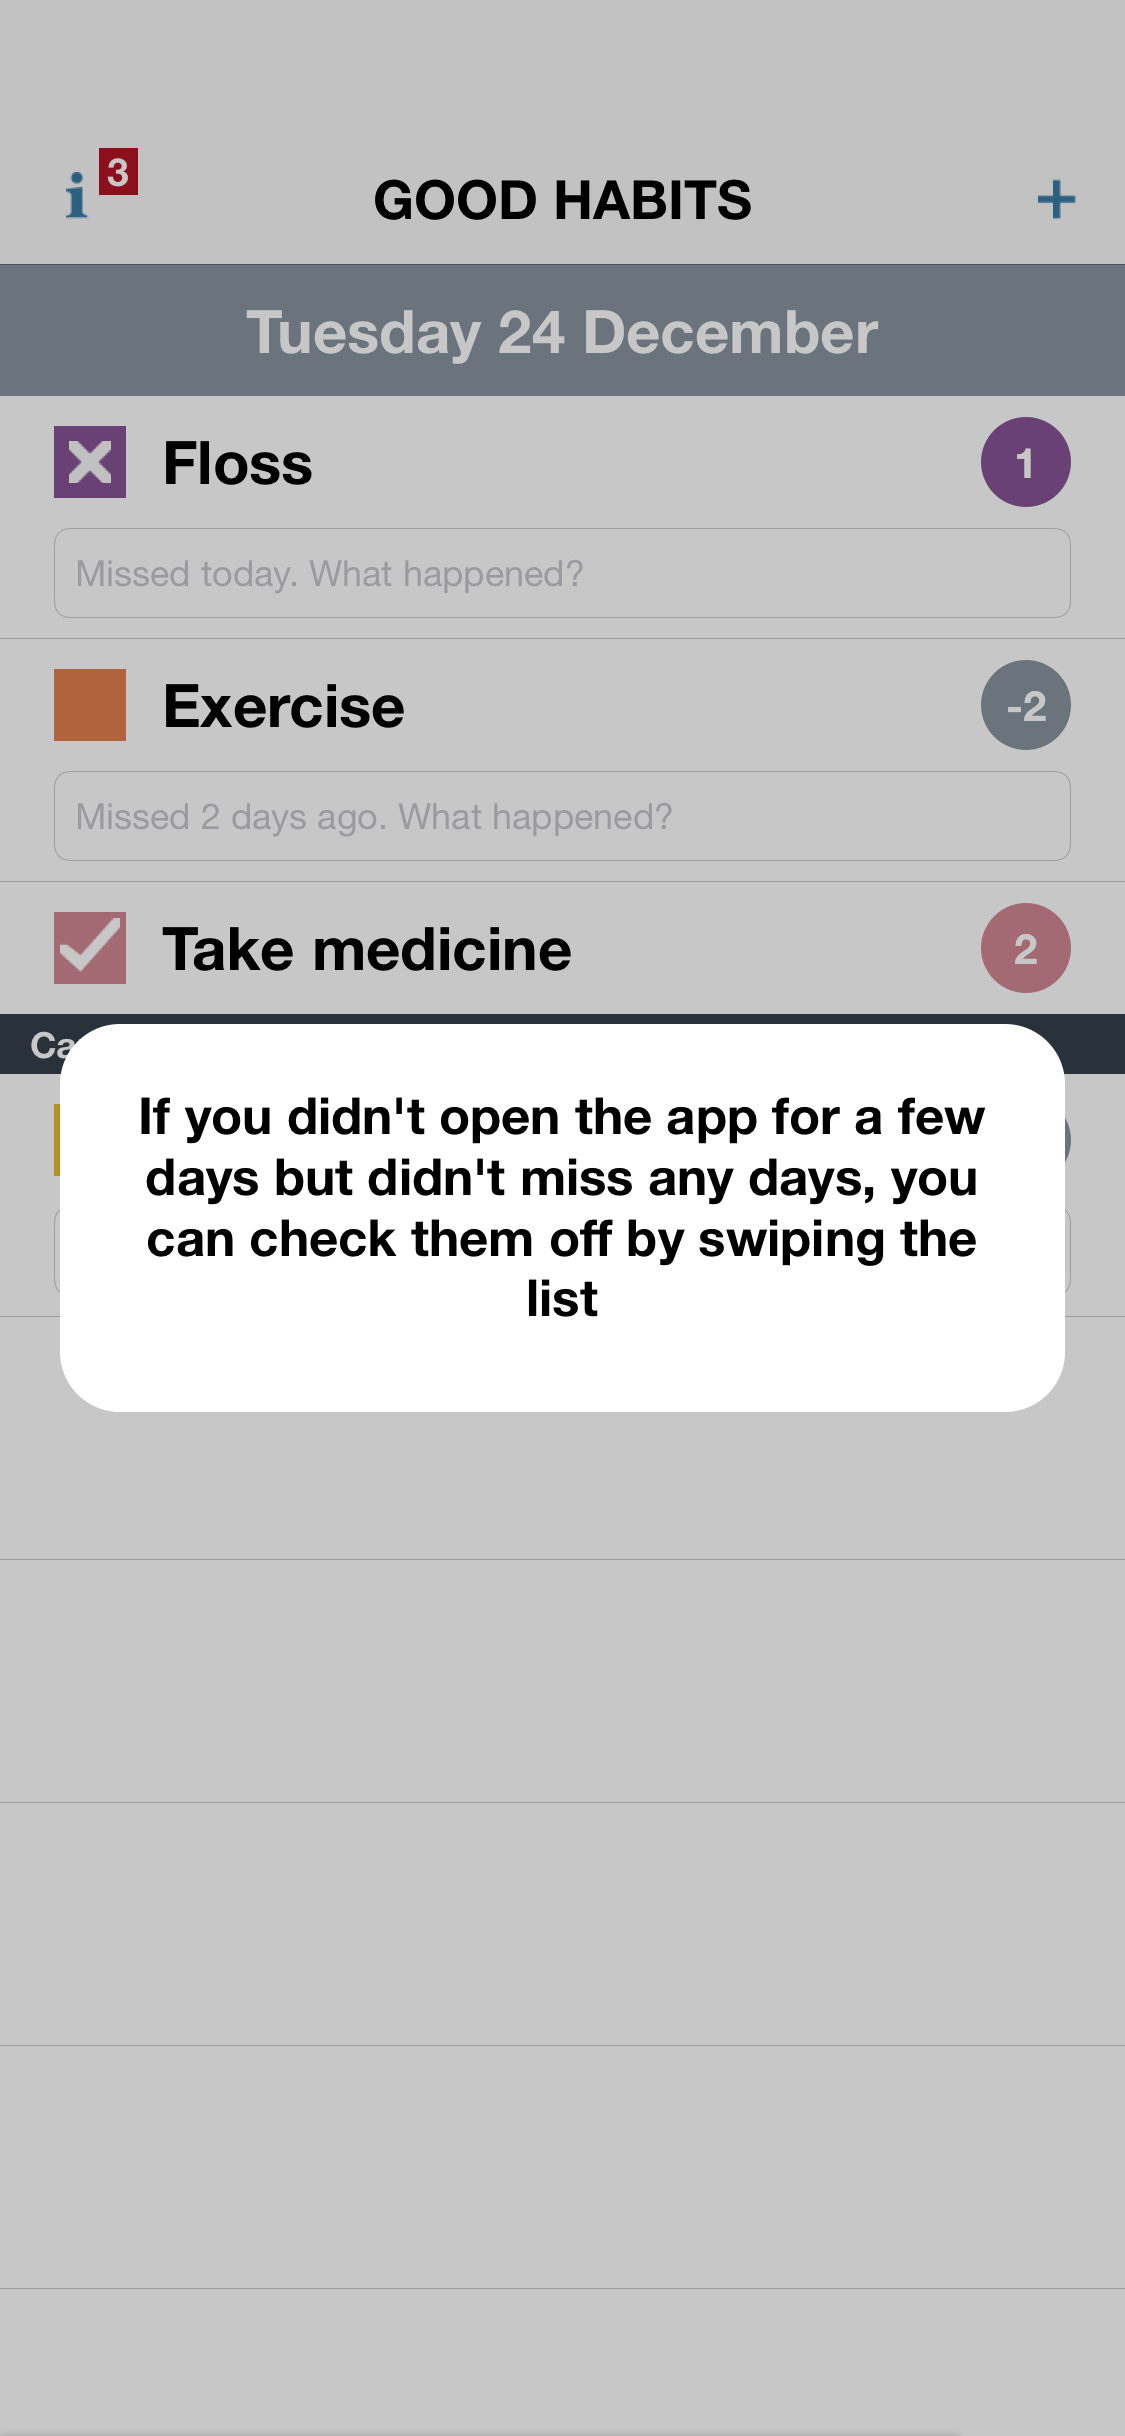 i 3
GOOD HABITS
+
Tuesday 24 December
Floss
1
Missed today. What happened?
Exercise
-2
Missed 2 days ago. What happened?
Take medicine
2
If you didn't open the app for a few
days but didn't miss any days, you
can check them off by swiping the
list